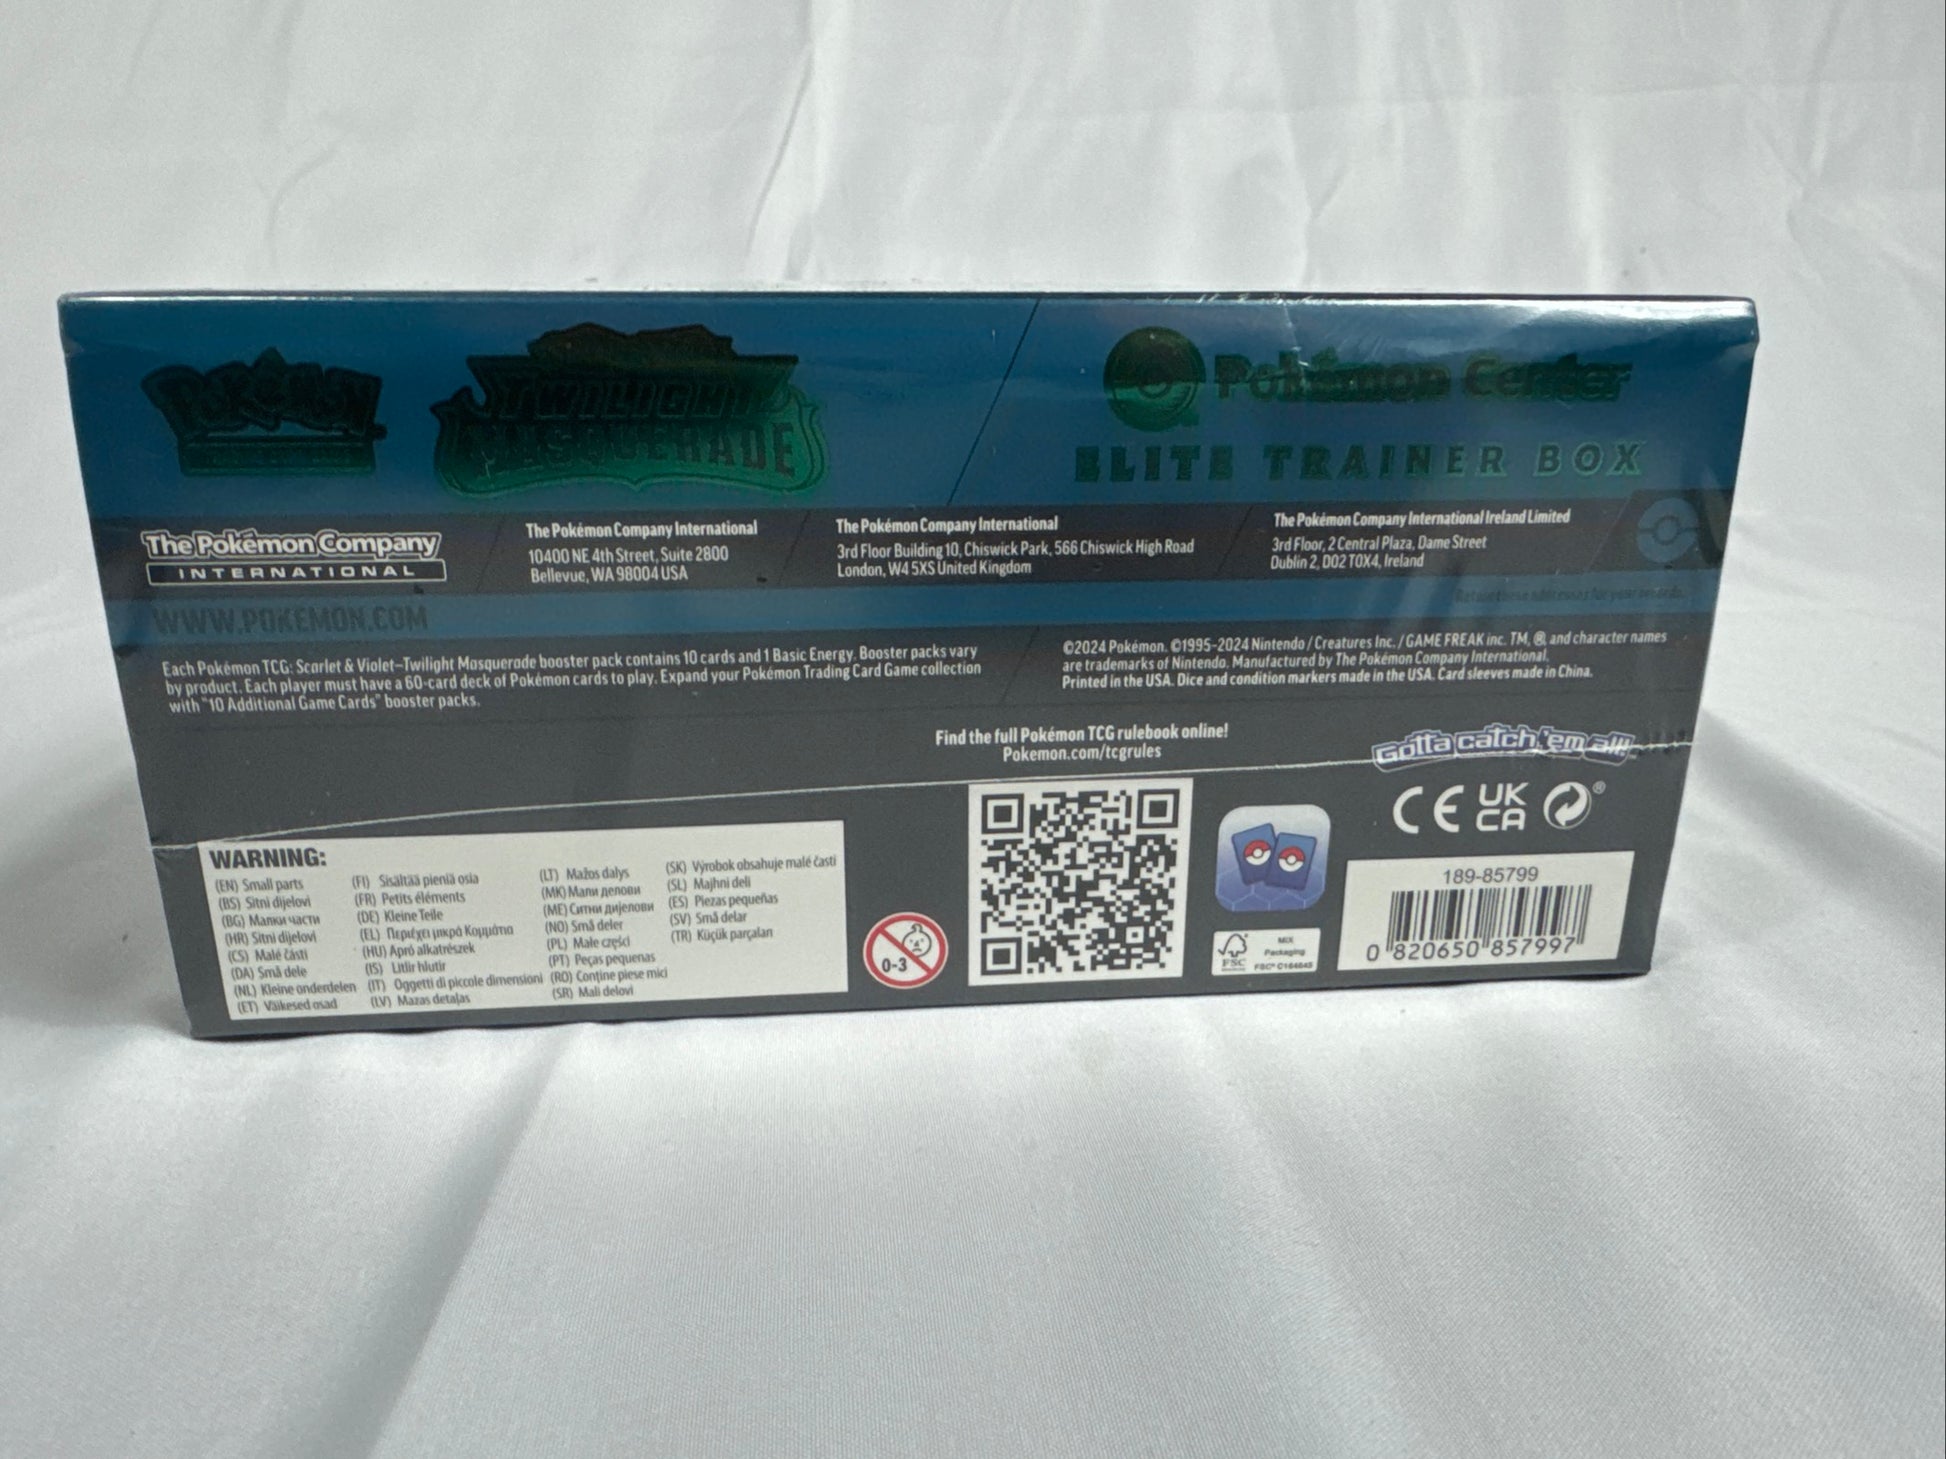 POKÉMON
TWILIGHT
MASQUERADE
Pokémon Center
ELITE TRAINER BOX
The Pokémon Company
INTERNATIONAL
The Pokémon Company International
10400 NE 4th Street, Suite 2800
Bellevue, WA 98004 USA
The Pokémon Company International
3rd Floor Building 10, Chiswick Park, 566 Chiswick High Road
London, W4 5XS United Kingdom
The Pokémon Company International Ireland Limited
3rd Floor, 2 Central Plaza, Dame Street
Dublin 2, D02 T0X4, Ireland
WWW.POKEMON.COM
Retain these addresses for your records.
Each Pokémon TCG: Scarlet & Violet–Twilight Masquerade booster pack contains 10 cards and 1 Basic Energy. Booster packs vary
by product. Each player must have a 60-card deck of Pokémon cards to play. Expand your Pokémon Trading Card Game collection
with "10 Additional Game Cards" booster packs.
©2024 Pokémon. ©1995–2024 Nintendo / Creatures Inc. / GAME FREAK inc. TM, ®, and character names
are trademarks of Nintendo. Manufactured by The Pokémon Company International.
Printed in the USA. Dice and condition markers made in the USA. Card sleeves made in China.
Find the full Pokémon TCG rulebook online!
Pokemon.com/tcgrules
Gotta catch 'em all!
CE UK
CA
®
WARNING:
(EN) Small parts
(BS) Sitni dijelovi
(BG) Малки части
(HR) Sitni dijelovi
(CS) Malé části
(DA) Små dele
(NL) Kleine onderdelen
(ET) Väikesed osad
(FI) Sisältää pieniä osia
(FR) Petits éléments
(DE) Kleine Teile
(EL) Περιέχει μικρά Κομμάτια
(HU) Apró alkatrészek
(IS) Litlir hlutir
(IT) Oggetti di piccole dimensioni
(LV) Mazas detaļas
(LT) Mažos dalys
(MK) Мали делови
(ME) Ситни дијелови
(NO) Små deler
(PL) Małe części
(PT) Peças pequenas
(RO) Conține piese mici
(SR) Mali delovi
(SK) Výrobok obsahuje malé časti
(SL) Majhni deli
(ES) Piezas pequeñas
(SV) Små delar
(TR) Küçük parçaları
0-3
FSC
MIX
Packaging
FSC® C164645
189-85799
0 820650 857997